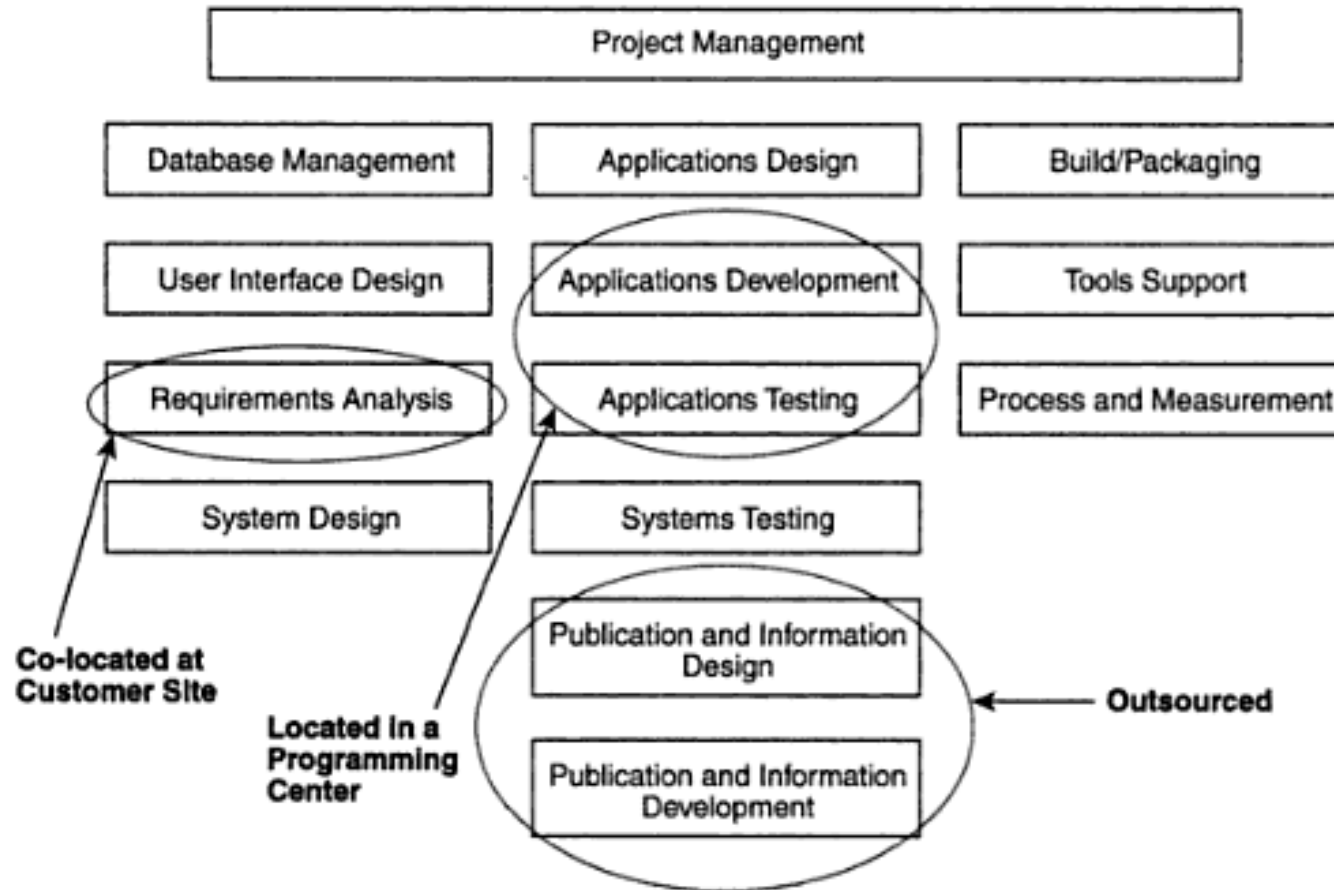 Project Management
Database Management
Applications Design
Build/Packaging
User Interface Design
Applications Development
Tools Support
Requirements Analysis
Applications Testing
Process and Measurement
System Design
Systems Testing
Publication and Information
Design
Co-located at
Customer Site
Located in a
Programming
Center
Outsourced
Publication and Information
Development